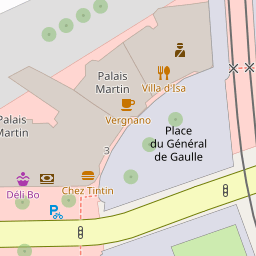 Palais
Martin
Villa d'Isa
Vergnano
Palais
Martin
Place
du Général
de Gaulle
3
Déli Bo
Chez Tintin